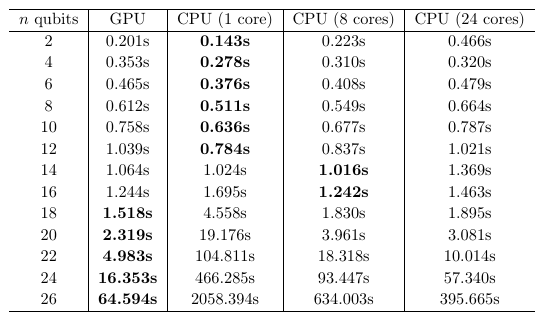 n qubits GPU CPU (1 core) CPU (8 cores) CPU (24 cores)
2 0.201s 0.143s 0.223s 0.466s
4 0.353s 0.278s 0.310s 0.320s
6 0.465s 0.376s 0.408s 0.479s
8 0.612s 0.511s 0.549s 0.664s
10 0.758s 0.636s 0.677s 0.787s
12 1.039s 0.784s 0.837s 1.021s
14 1.064s 1.024s 1.016s 1.369s
16 1.244s 1.695s 1.242s 1.463s
18 1.518s 4.558s 1.830s 1.895s
20 2.319s 19.176s 3.961s 3.081s
22 4.983s 104.811s 18.318s 10.014s
24 16.353s 466.285s 93.447s 57.340s
26 64.594s 2058.394s 634.003s 395.665s